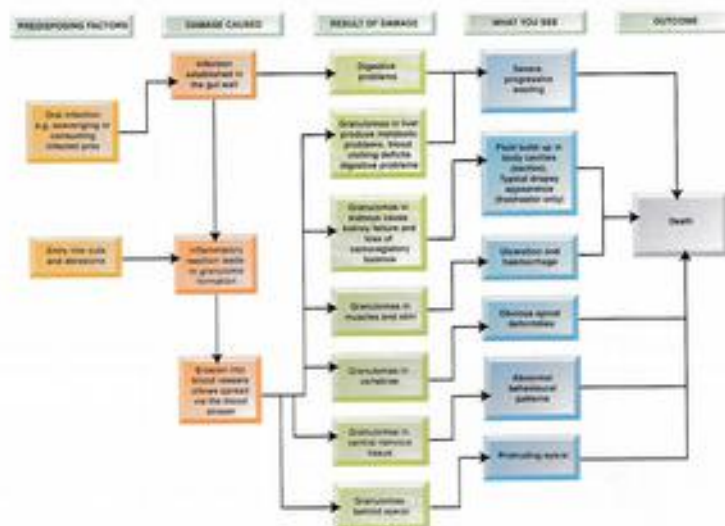 PREDISPOSING FACTORS
DAMAGE CAUSED
RESULT OF DAMAGE
WHAT YOU SEE
OUTCOME
Infection
established in
the gut wall
Digestive
problems
Severe
progressive
wasting
Oral infection
e.g. scavenging or
consuming
infected prey
Granulomas in liver
produce metabolic
problems, blood
clotting deficits
digestive problems
Fluid build up in
body cavities
Typical dropsy
appearance
(freshwater only)
Granulomas in
kidneys cause
kidney failure and
loss of
osmoregulatory
balance
Death
Entry into cuts
and abrasions
Inflammatory
reaction leads
to granuloma
formation
Ulceration and
haemorrhage
Granulomas in
muscles and skin
Obvious spinal
deformities
Granulomas in
vertebrae
Erosion into
blood vessels
allows spread
via the blood
stream
Abnormal
behavioural
patterns
Granulomas in
central nervous
tissue
Protruding eye(s)
Granulomas
behind eye(s)